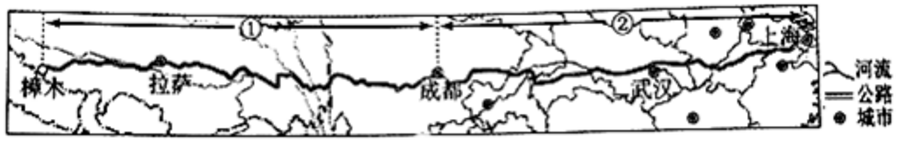 ① ②
上海
樟木 拉萨 成都 武汉
河流
公路
城市